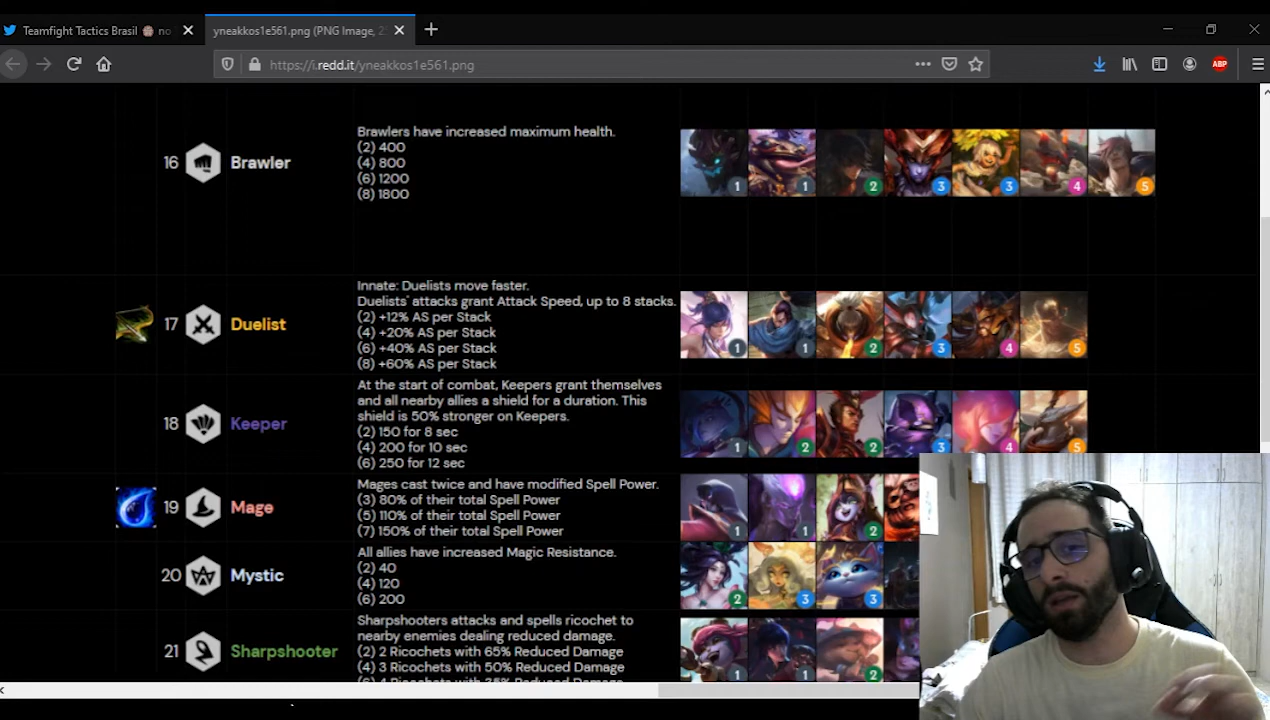 Teamfight Tactics Brasil
no
yneakkos1e561.png (PNG Image, 2
https://i.redd.it/yneakkos1e561.png
ABP
16 Brawler
Brawlers have increased maximum health.
(2) 400
(4) 800
(6) 1200
(8) 1800
1 1 2 3 3 4 5
17 Duelist
Innate: Duelists move faster.
Duelists' attacks grant Attack Speed, up to 8 stacks.
(2) +12% AS per Stack
(4) +20% AS per Stack
(6) +40% AS per Stack
(8) +60% AS per Stack
1 1 2 3 4 5
18 Keeper
At the start of combat, Keepers grant themselves
and all nearby allies a shield for a duration. This
shield is 50% stronger on Keepers.
(2) 150 for 8 sec
(4) 200 for 10 sec
(6) 250 for 12 sec
1 2 2 3 4 5
19 Mage
Mages cast twice and have modified Spell Power.
(3) 80% of their total Spell Power
(5) 110% of their total Spell Power
(7) 150% of their total Spell Power
1 1 2
20 Mystic
All allies have increased Magic Resistance.
(2) 40
(4) 120
(6) 200
2 3 3
21 Sharpshooter
Sharpshooters attacks and spells ricochet to
nearby enemies dealing reduced damage.
(2) 2 Ricochets with 65% Reduced Damage
(4) 3 Ricochets with 50% Reduced Damage
(6) 4 Ricochets with 35% Reduced Damage
1 1 2